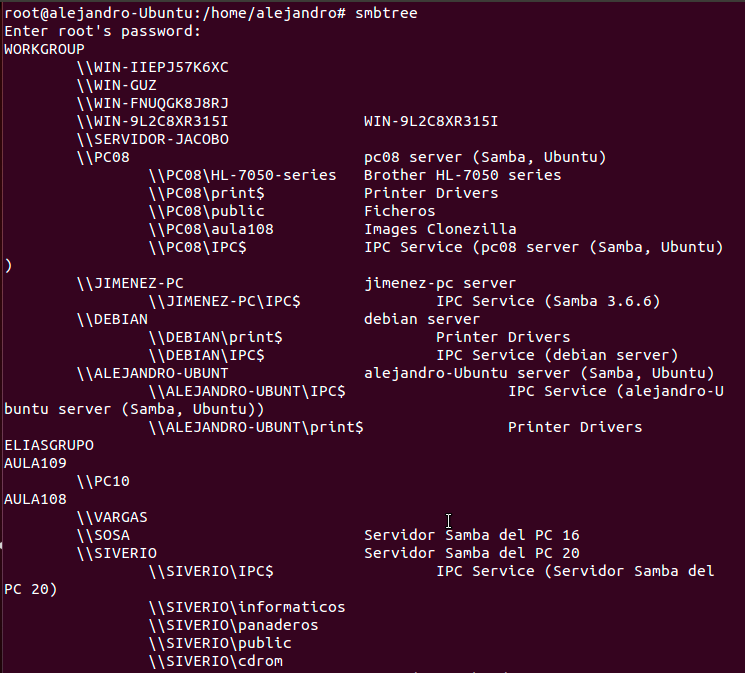 root@alejandro-Ubuntu:/home/alejandro# smbtree
Enter root's password:
WORKGROUP
\\WIN-IIEPJ57K6XC
\\WIN-GUZ
\\WIN-FNUQGK8J8RJ
\\WIN-9L2C8XR315I WIN-9L2C8XR315I
\\SERVIDOR-JACOBO
\\PC08 pc08 server (Samba, Ubuntu)
\\PC08\HL-7050-series Brother HL-7050 series
\\PC08\print$ Printer Drivers
\\PC08\public Ficheros
\\PC08\aula108 Images Clonezilla
\\PC08\IPC$ IPC Service (pc08 server (Samba, Ubuntu)
)
\\JIMENEZ-PC jimenez-pc server
\\JIMENEZ-PC\IPC$ IPC Service (Samba 3.6.6)
\\DEBIAN debian server
\\DEBIAN\print$ Printer Drivers
\\DEBIAN\IPC$ IPC Service (debian server)
\\ALEJANDRO-UBUNT alejandro-Ubuntu server (Samba, Ubuntu)
\\ALEJANDRO-UBUNT\IPC$ IPC Service (alejandro-U
buntu server (Samba, Ubuntu))
\\ALEJANDRO-UBUNT\print$ Printer Drivers
ELIASGRUPO
AULA109
\\PC10
AULA108
\\VARGAS
\\SOSA Servidor Samba del PC 16
\\SIVERIO Servidor Samba del PC 20
\\SIVERIO\IPC$ IPC Service (Servidor Samba del
PC 20)
\\SIVERIO\informaticos
\\SIVERIO\panaderos
\\SIVERIO\public
\\SIVERIO\cdrom